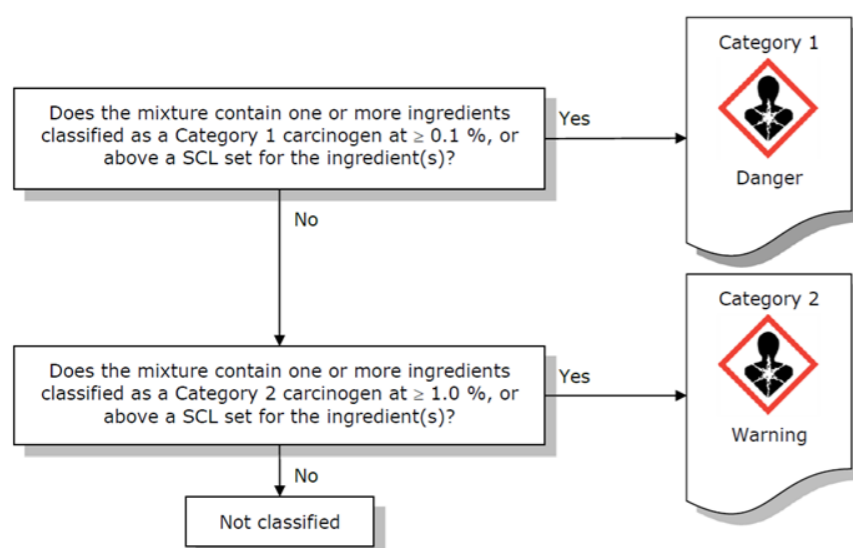 Category 1
Does the mixture contain one or more ingredients
classified as a Category 1 carcinogen at ≥ 0.1 %, or
above a SCL set for the ingredient(s)?
Yes
Danger
No
Category 2
Does the mixture contain one or more ingredients
classified as a Category 2 carcinogen at ≥ 1.0 %, or
above a SCL set for the ingredient(s)?
Yes
Warning
No
Not classified